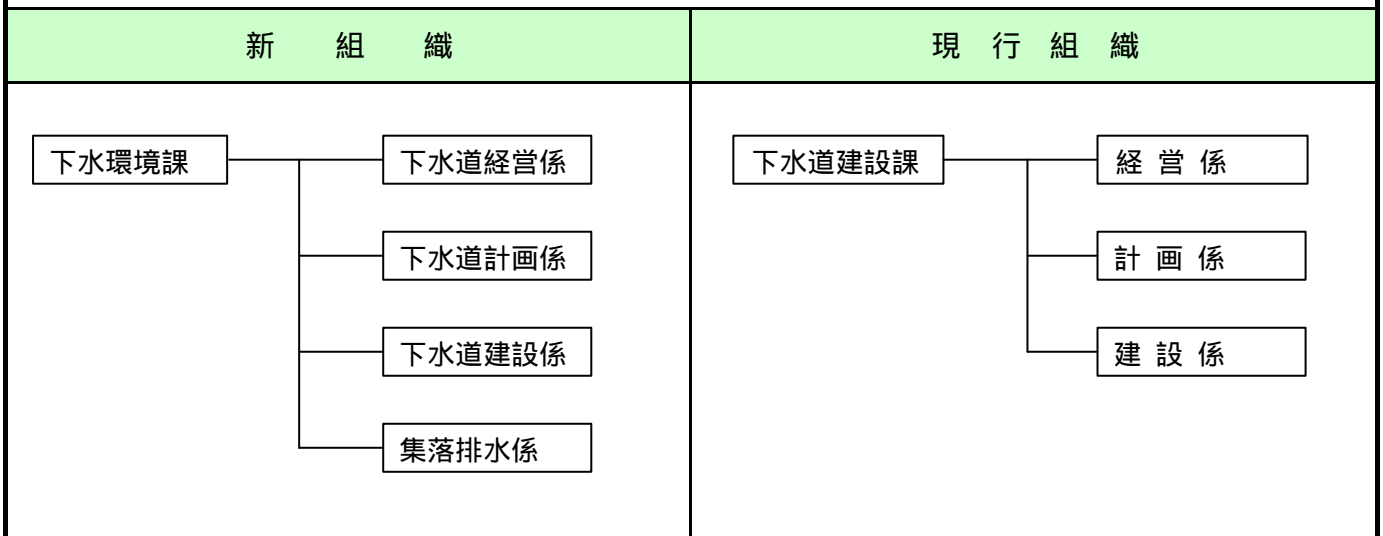 新 組 織
現 行 組 織
下水環境課
下水道経営係
下水道計画係
下水道建設係
集落排水係
下水道建設課
経 営 係
計 画 係
建 設 係